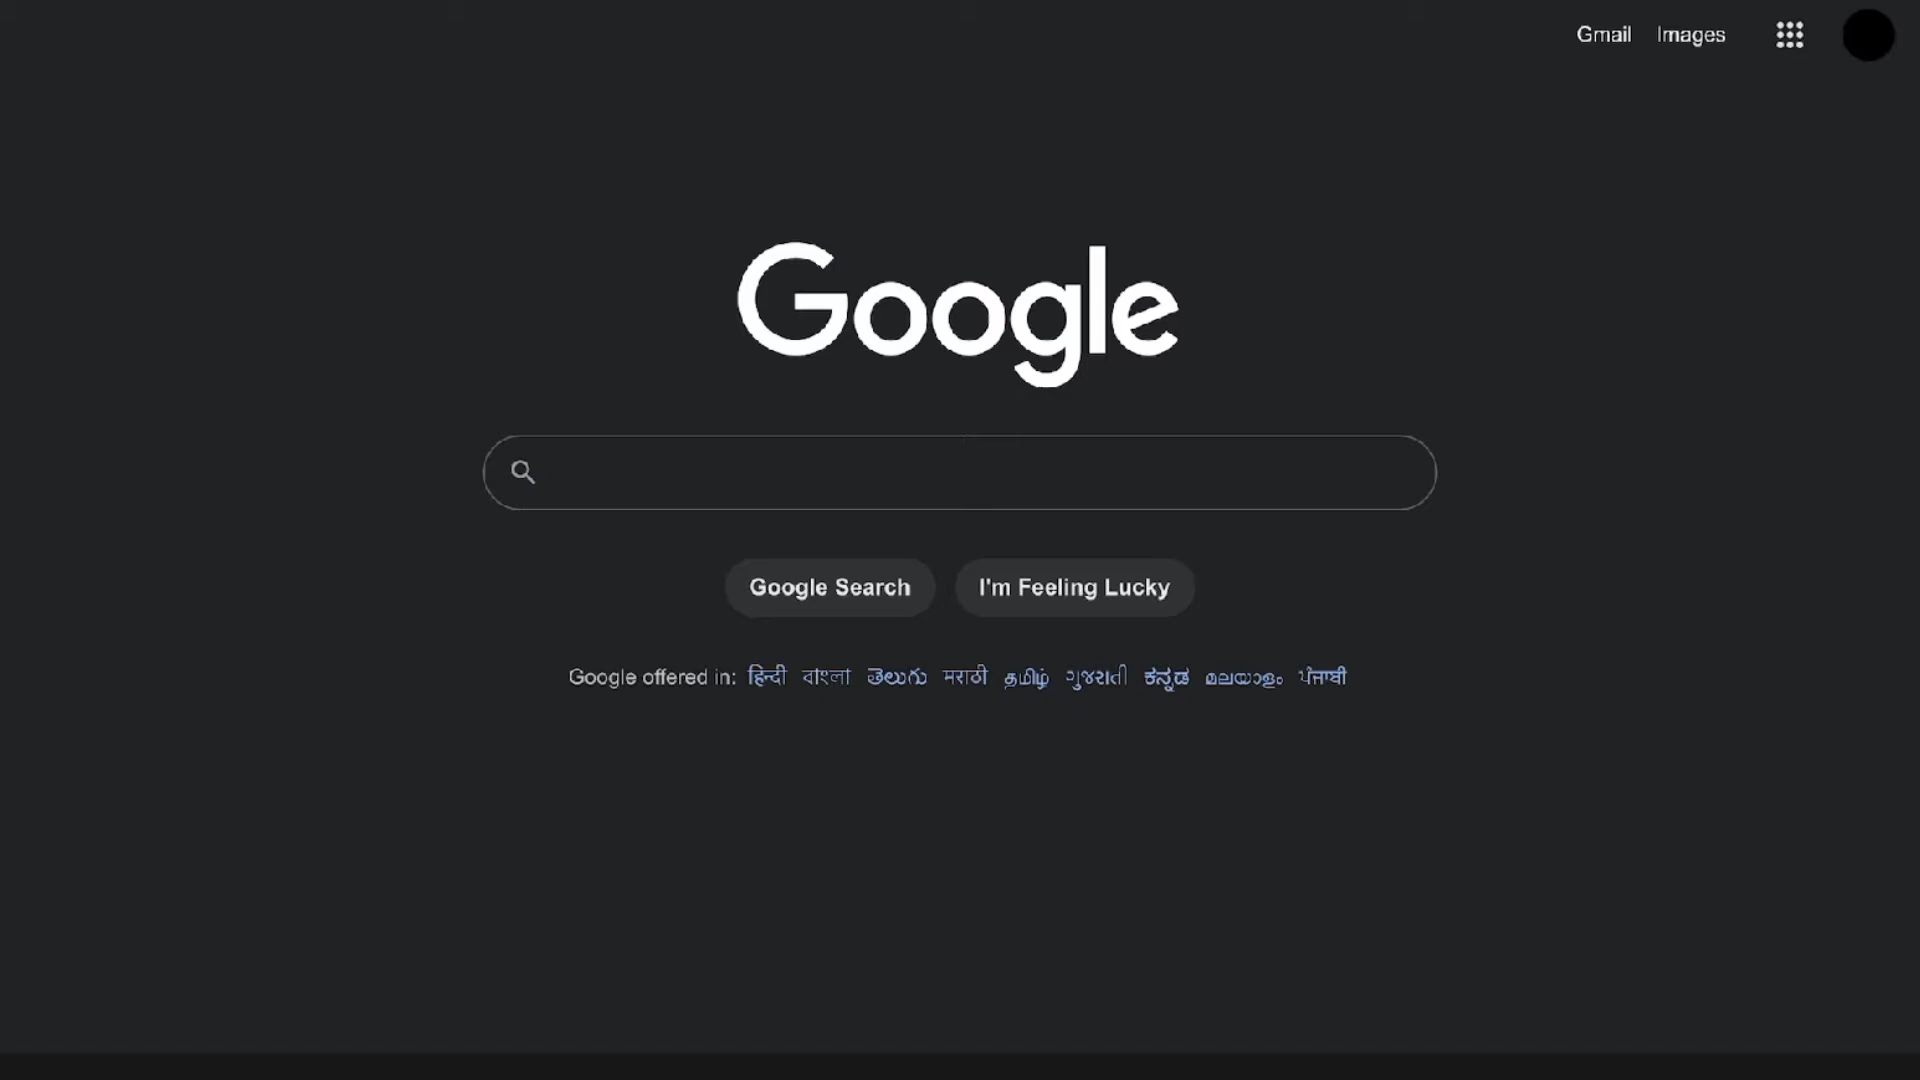 Gmail Images
Google
Google Search I'm Feeling Lucky
Google offered in: हिन्दी বাংলা తెలుగు मराठी தமிழ் ગુજરાતી ಕನ್ನಡ മലയാളം ਪੰਜਾਬੀ